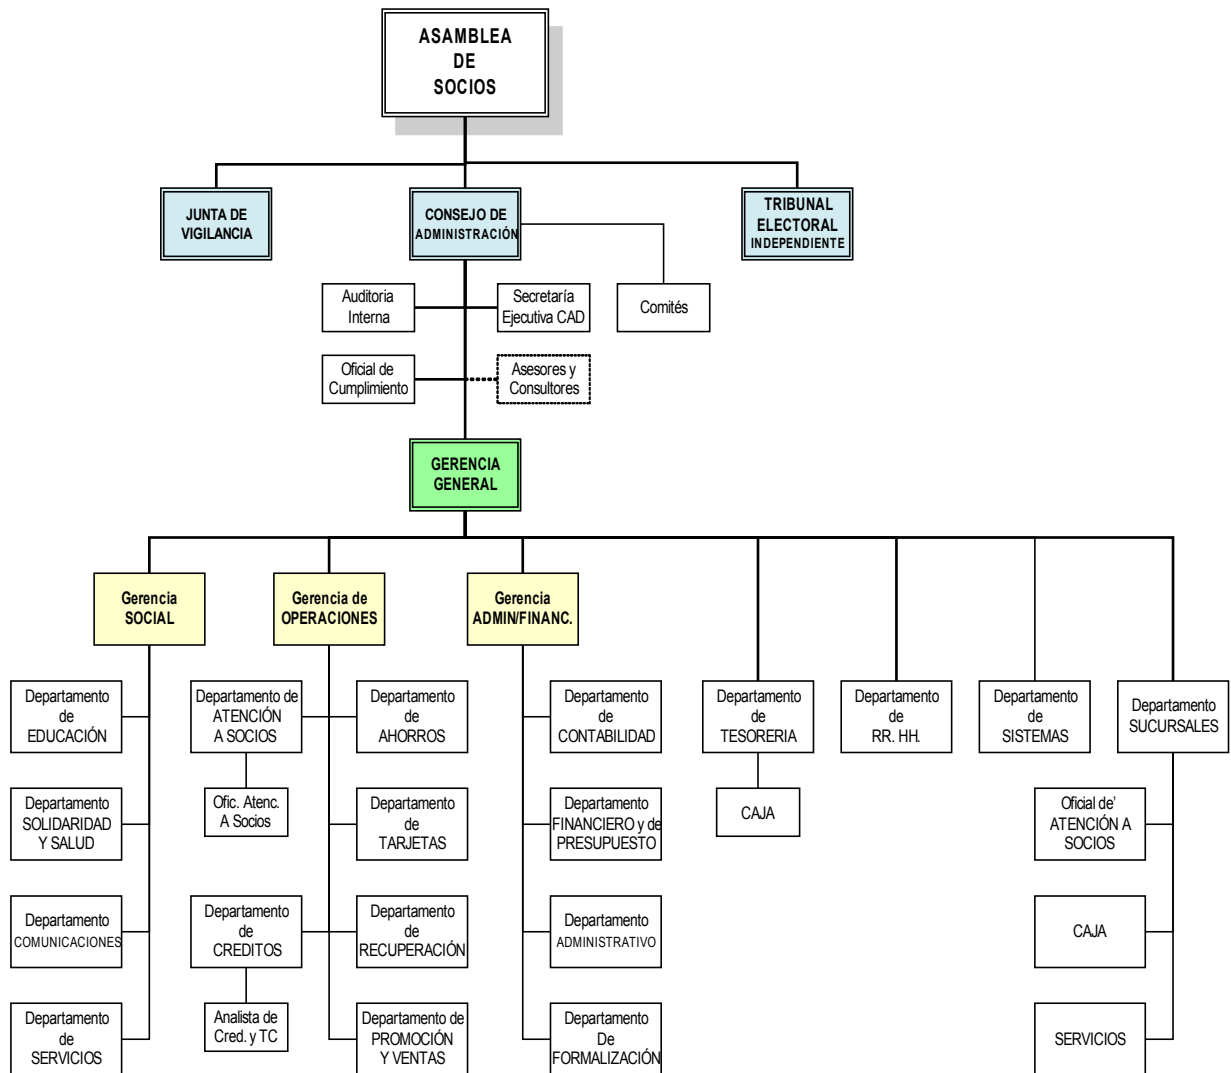 ASAMBLEA
DE
SOCIOS
JUNTA DE
VIGILANCIA
CONSEJO DE
ADMINISTRACIÓN
TRIBUNAL
ELECTORAL
INDEPENDIENTE
Auditoria
Interna
Secretaría
Ejecutiva CAD
Comités
Oficial de
Cumplimiento
Asesores y
Consultores
GERENCIA
GENERAL
Gerencia
SOCIAL
Gerencia de
OPERACIONES
Gerencia
ADMIN/FINANC.
Departamento
de
EDUCACIÓN
Departamento de
ATENCIÓN
A SOCIOS
Departamento
de
AHORROS
Departamento
de
CONTABILIDAD
Departamento
de
TESORERIA
Departamento
de
RR. HH.
Departamento
de
SISTEMAS
Departamento
SUCURSALES
Departamento
SOLIDARIDAD
Y SALUD
Ofic. Atenc.
A Socios
Departamento
de
TARJETAS
Departamento
FINANCIERO y de
PRESUPUESTO
CAJA
Oficial de’
ATENCIÓN A
SOCIOS
Departamento
COMUNICACIONES
Departamento
de
CREDITOS
Departamento
de
RECUPERACIÓN
Departamento
ADMINISTRATIVO
CAJA
Departamento
de
SERVICIOS
Analista de
Cred. y TC
Departamento de
PROMOCIÓN
Y VENTAS
Departamento
De
FORMALIZACIÓN
SERVICIOS